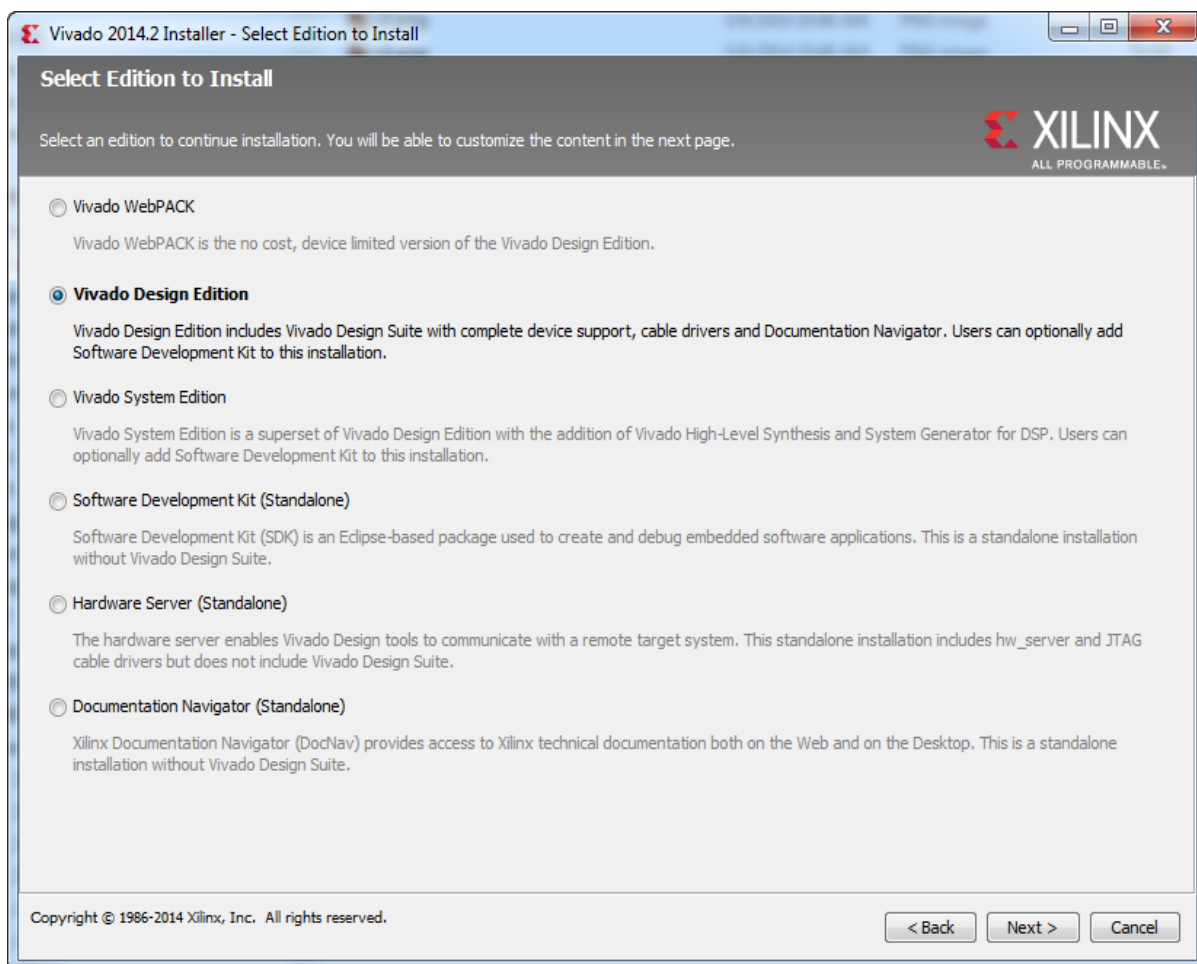 Vivado 2014.2 Installer - Select Edition to Install
Select Edition to Install
Select an edition to continue installation. You will be able to customize the content in the next page.
XILINX
ALL PROGRAMMABLE™
Vivado WebPACK
Vivado WebPACK is the no cost, device limited version of the Vivado Design Edition.
Vivado Design Edition
Vivado Design Edition includes Vivado Design Suite with complete device support, cable drivers and Documentation Navigator. Users can optionally add
Software Development Kit to this installation.
Vivado System Edition
Vivado System Edition is a superset of Vivado Design Edition with the addition of Vivado High-Level Synthesis and System Generator for DSP. Users can
optionally add Software Development Kit to this installation.
Software Development Kit (Standalone)
Software Development Kit (SDK) is an Eclipse-based package used to create and debug embedded software applications. This is a standalone installation
without Vivado Design Suite.
Hardware Server (Standalone)
The hardware server enables Vivado Design tools to communicate with a remote target system. This standalone installation includes hw_server and JTAG
cable drivers but does not include Vivado Design Suite.
Documentation Navigator (Standalone)
Xilinx Documentation Navigator (DocNav) provides access to Xilinx technical documentation both on the Web and on the Desktop. This is a standalone
installation without Vivado Design Suite.
Copyright © 1986-2014 Xilinx, Inc. All rights reserved.
< Back Next > Cancel